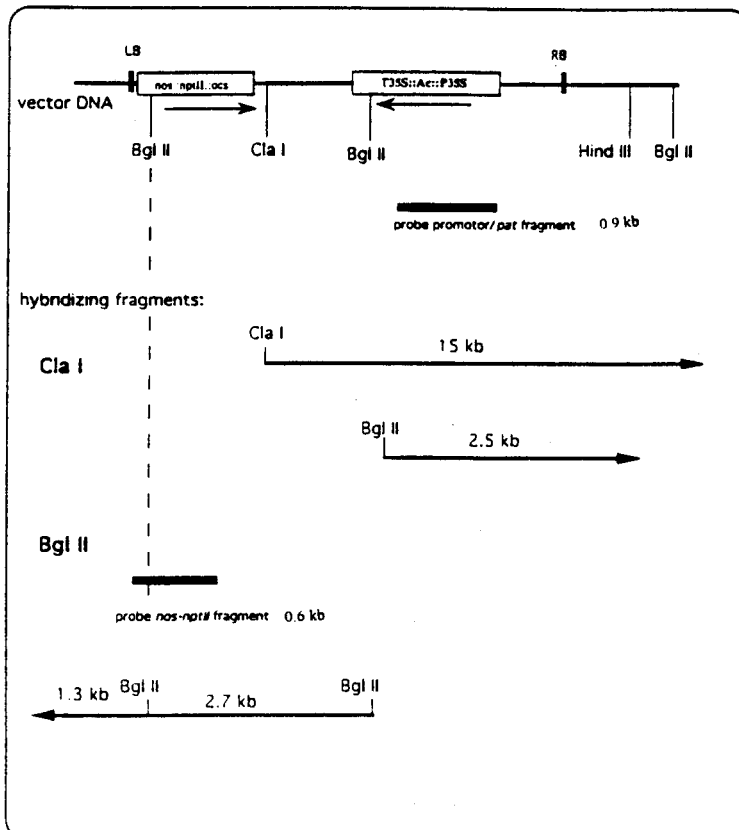 LB
RB
nos::nptII::ocs
T35S::Ac::P35S
vector DNA
Bgl II
Cla I
Bgl II
Hind III
Bgl II
probe promotor/pat fragment 0.9 kb
hybridizing fragments:
Cla I
15 kb
Cla I
Bgl II
2.5 kb
Bgl II
probe nos-nptII fragment 0.6 kb
1.3 kb
Bgl II
2.7 kb
Bgl II